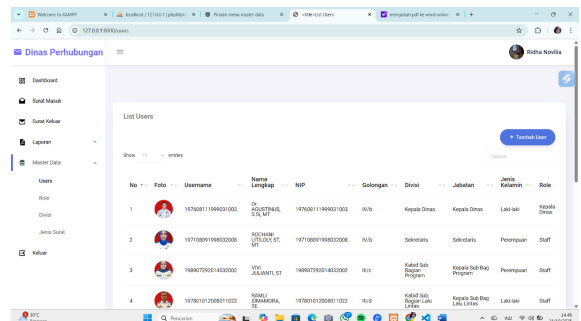 Welcome to XAMPP
localhost / 127.0.0.1 | phpMyAd
Pindah menu master data
<title>List Users
mengubah pdf ke word online
127.0.0.1:8000/users
Dinas Perhubungan
Ridha Novilia
Dashboard
Surat Masuk
Surat Keluar
Laporan
Master Data
Users
Role
Divisi
Jenis Surat
Keluar
List Users
+ Tambah User
Show 10 entries
Search
No Foto Username Nama Lengkap NIP Golongan Divisi Jabatan Jenis Kelamin Role
1 197608111999031003 Dr. AGUSTINUS, S.Si, MT 197608111999031003 IV/b Kepala Dinas Kepala Dinas Laki-laki Kepala Dinas
2 197108091998032008 ROCHANI LITILOLY, ST, MT 197108091998032008 IV/b Sekretaris Sekretaris Perempuan Staff
3 198907292014032002 VIVI JULIANTI, ST 198907292014032002 III/c Kabid Sub Bagian Program Kepala Sub Bag Program Perempuan Staff
4 197801012008011022 RAMLI SIMAMORA, SE 197801012008011022 III/d Kabid Sub Bagian Lalu Lintas Kepala Sub Bag Lalu Lintas Laki-laki Staff
30°C
Pencarian
IND
14.48